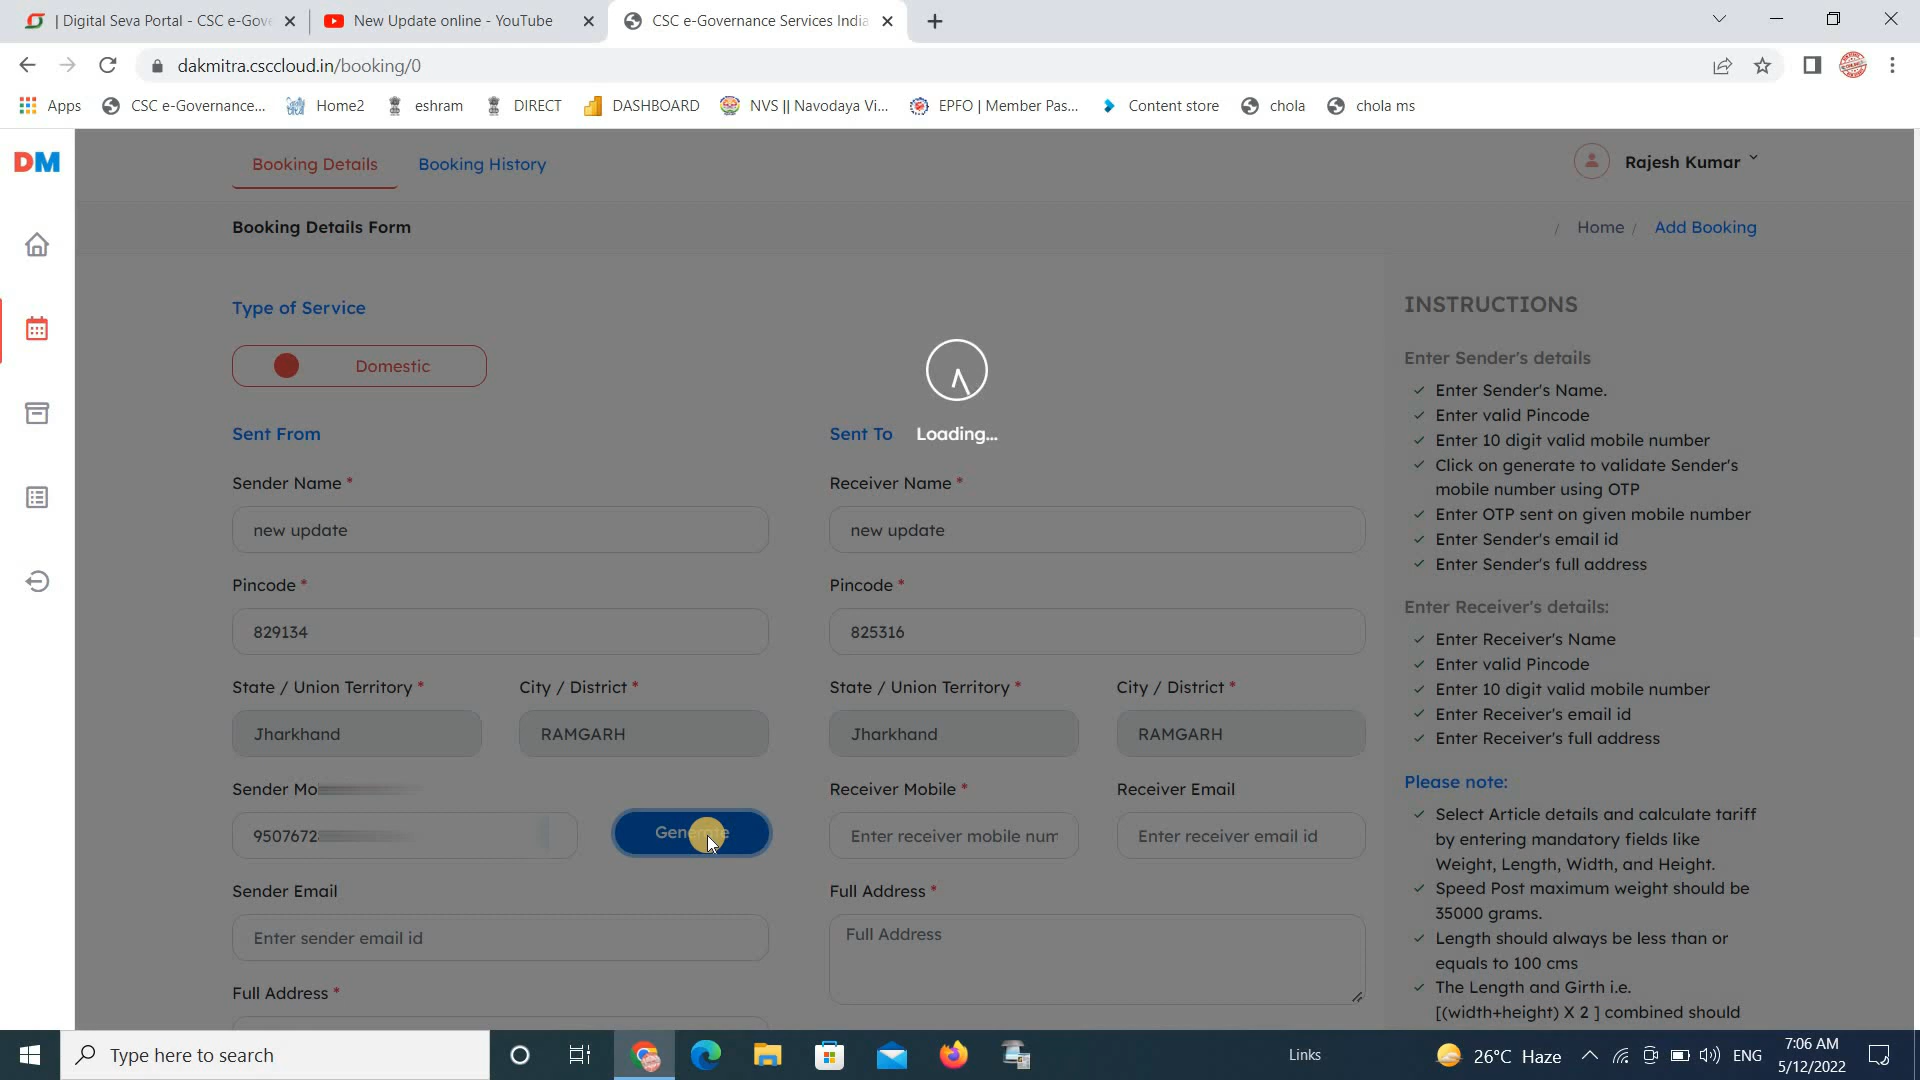 | Digital Seva Portal - CSC e-Gove
New Update online - YouTube
CSC e-Governance Services India
dakmitra.csccloud.in/booking/0
Apps
CSC e-Governance...
Home2
eshram
DIRECT
DASHBOARD
NVS || Navodaya Vi...
EPFO | Member Pas...
Content store
chola
chola ms
DM
Booking Details
Booking History
Rajesh Kumar
Booking Details Form
/ Home / Add Booking
Type of Service
Domestic
Loading...
Sent From
Sender Name *
new update
Pincode *
829134
State / Union Territory *
City / District *
Jharkhand
RAMGARH
Sender Mo
9507672
Generate
Sender Email
Enter sender email id
Full Address *
Sent To
Receiver Name *
new update
Pincode *
825316
State / Union Territory *
City / District *
Jharkhand
RAMGARH
Receiver Mobile *
Receiver Email
Enter receiver mobile num
Enter receiver email id
Full Address *
Full Address
INSTRUCTIONS
Enter Sender's details
Enter Sender's Name.
Enter valid Pincode
Enter 10 digit valid mobile number
Click on generate to validate Sender's
mobile number using OTP
Enter OTP sent on given mobile number
Enter Sender's email id
Enter Sender's full address
Enter Receiver's details:
Enter Receiver's Name
Enter valid Pincode
Enter 10 digit valid mobile number
Enter Receiver's email id
Enter Receiver's full address
Please note:
Select Article details and calculate tariff
by entering mandatory fields like
Weight, Length, Width, and Height.
Speed Post maximum weight should be
35000 grams.
Length should always be less than or
equals to 100 cms
The Length and Girth i.e.
[(width+height) X 2 ] combined should
Type here to search
Links
26°C Haze
ENG
7:06 AM
5/12/2022